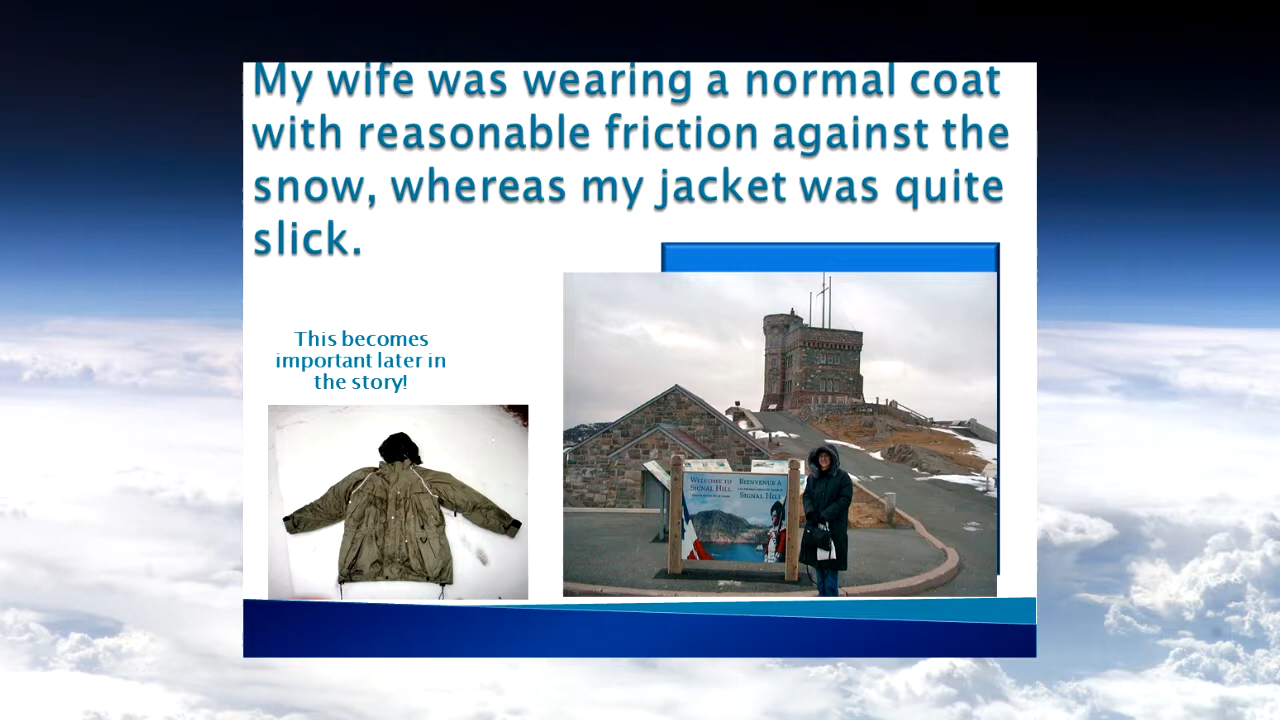 My wife was wearing a normal coat
with reasonable friction against the
snow, whereas my jacket was quite
slick.
This becomes
important later in
the story!
WELCOME TO
SIGNAL HILL
BIENVENUE À
SIGNAL HILL